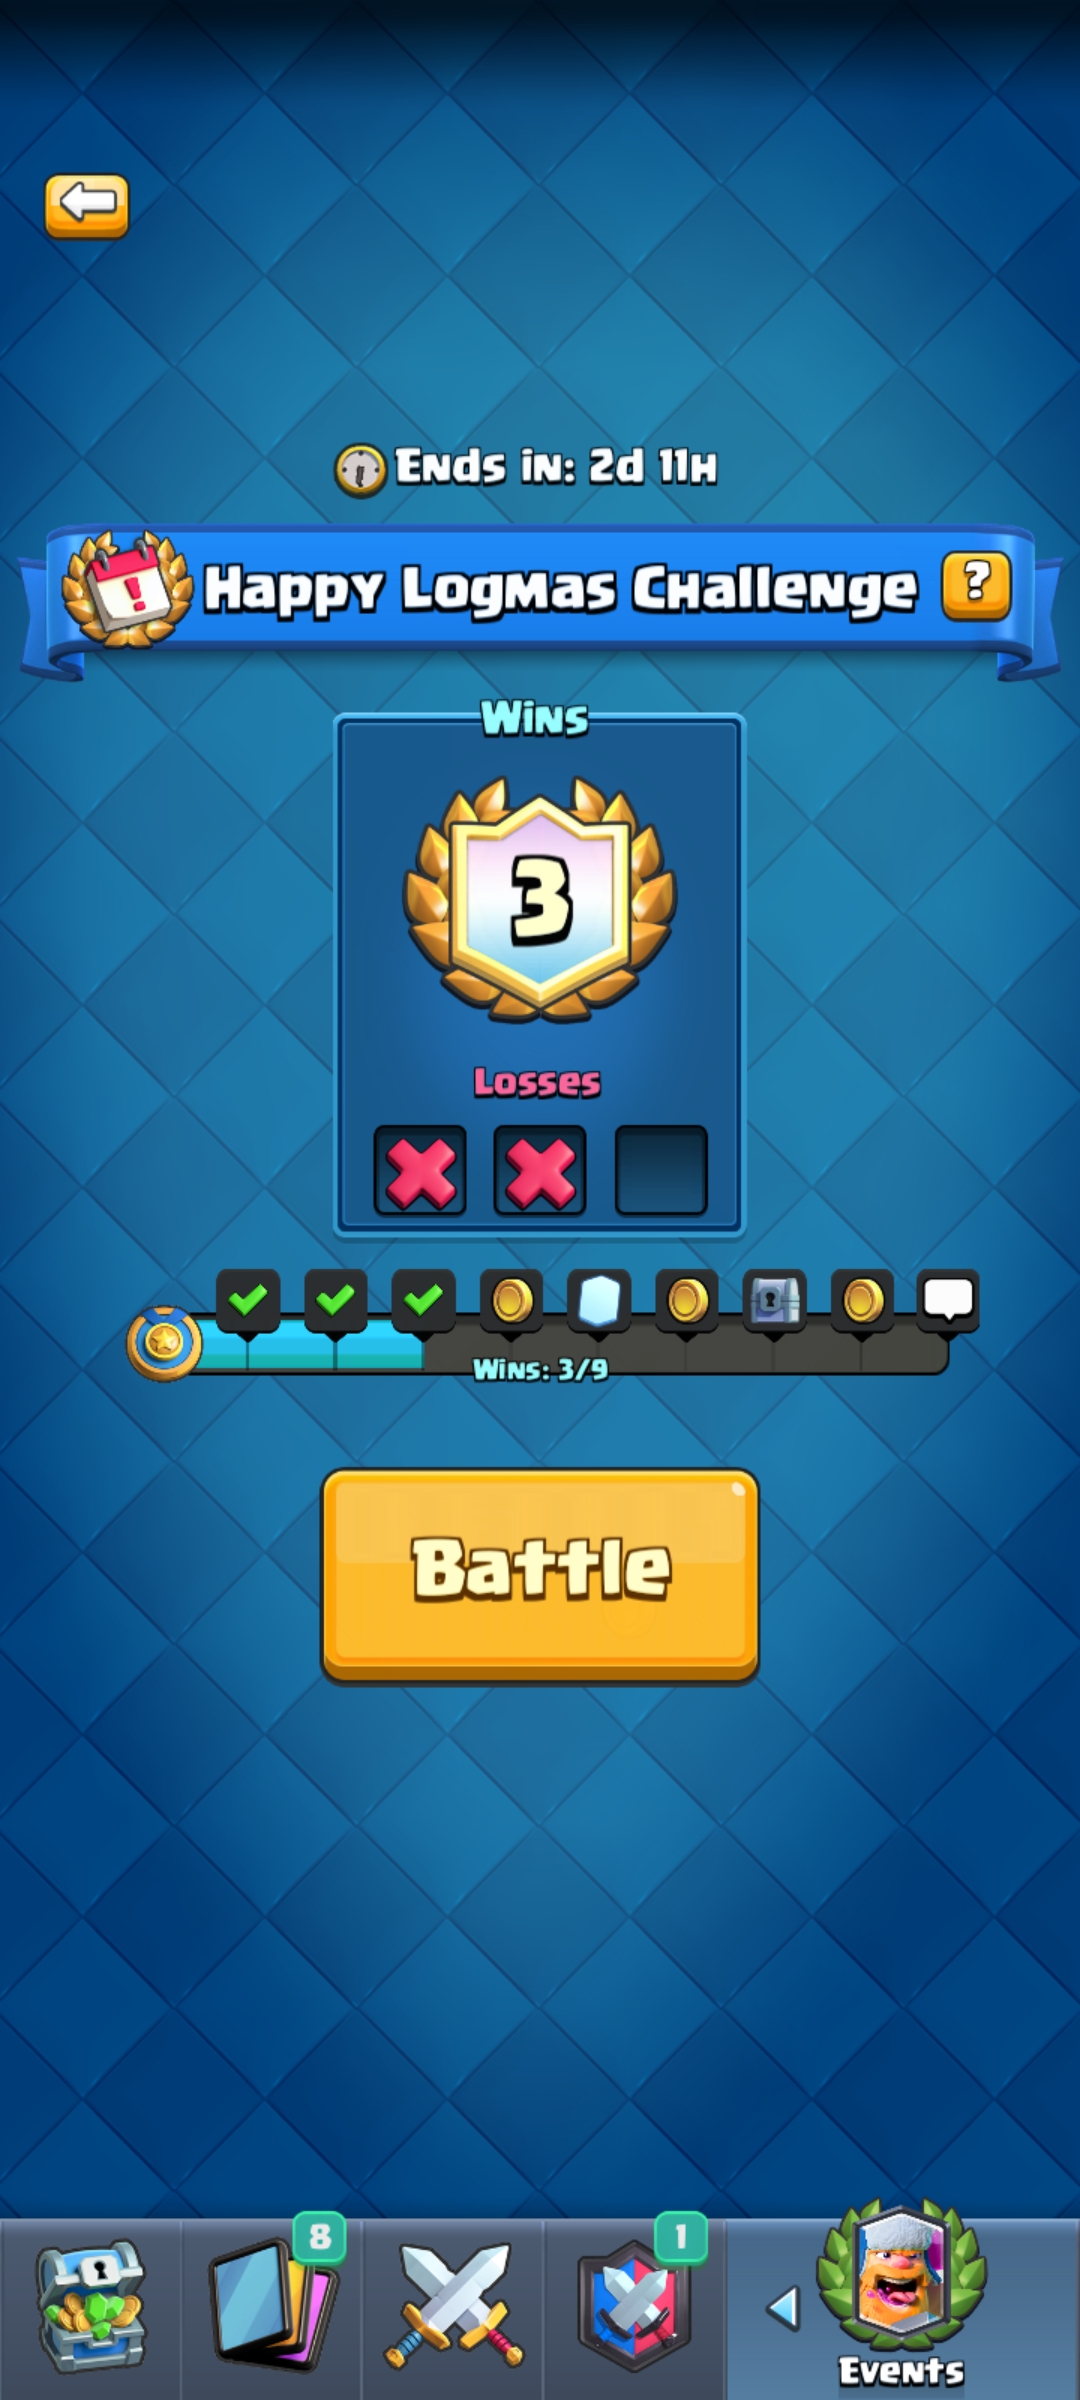 Ends in: 2d 11h
Happy Logmas Challenge
?
Wins
3
Losses
Wins: 3/9
Battle
8
1
Events